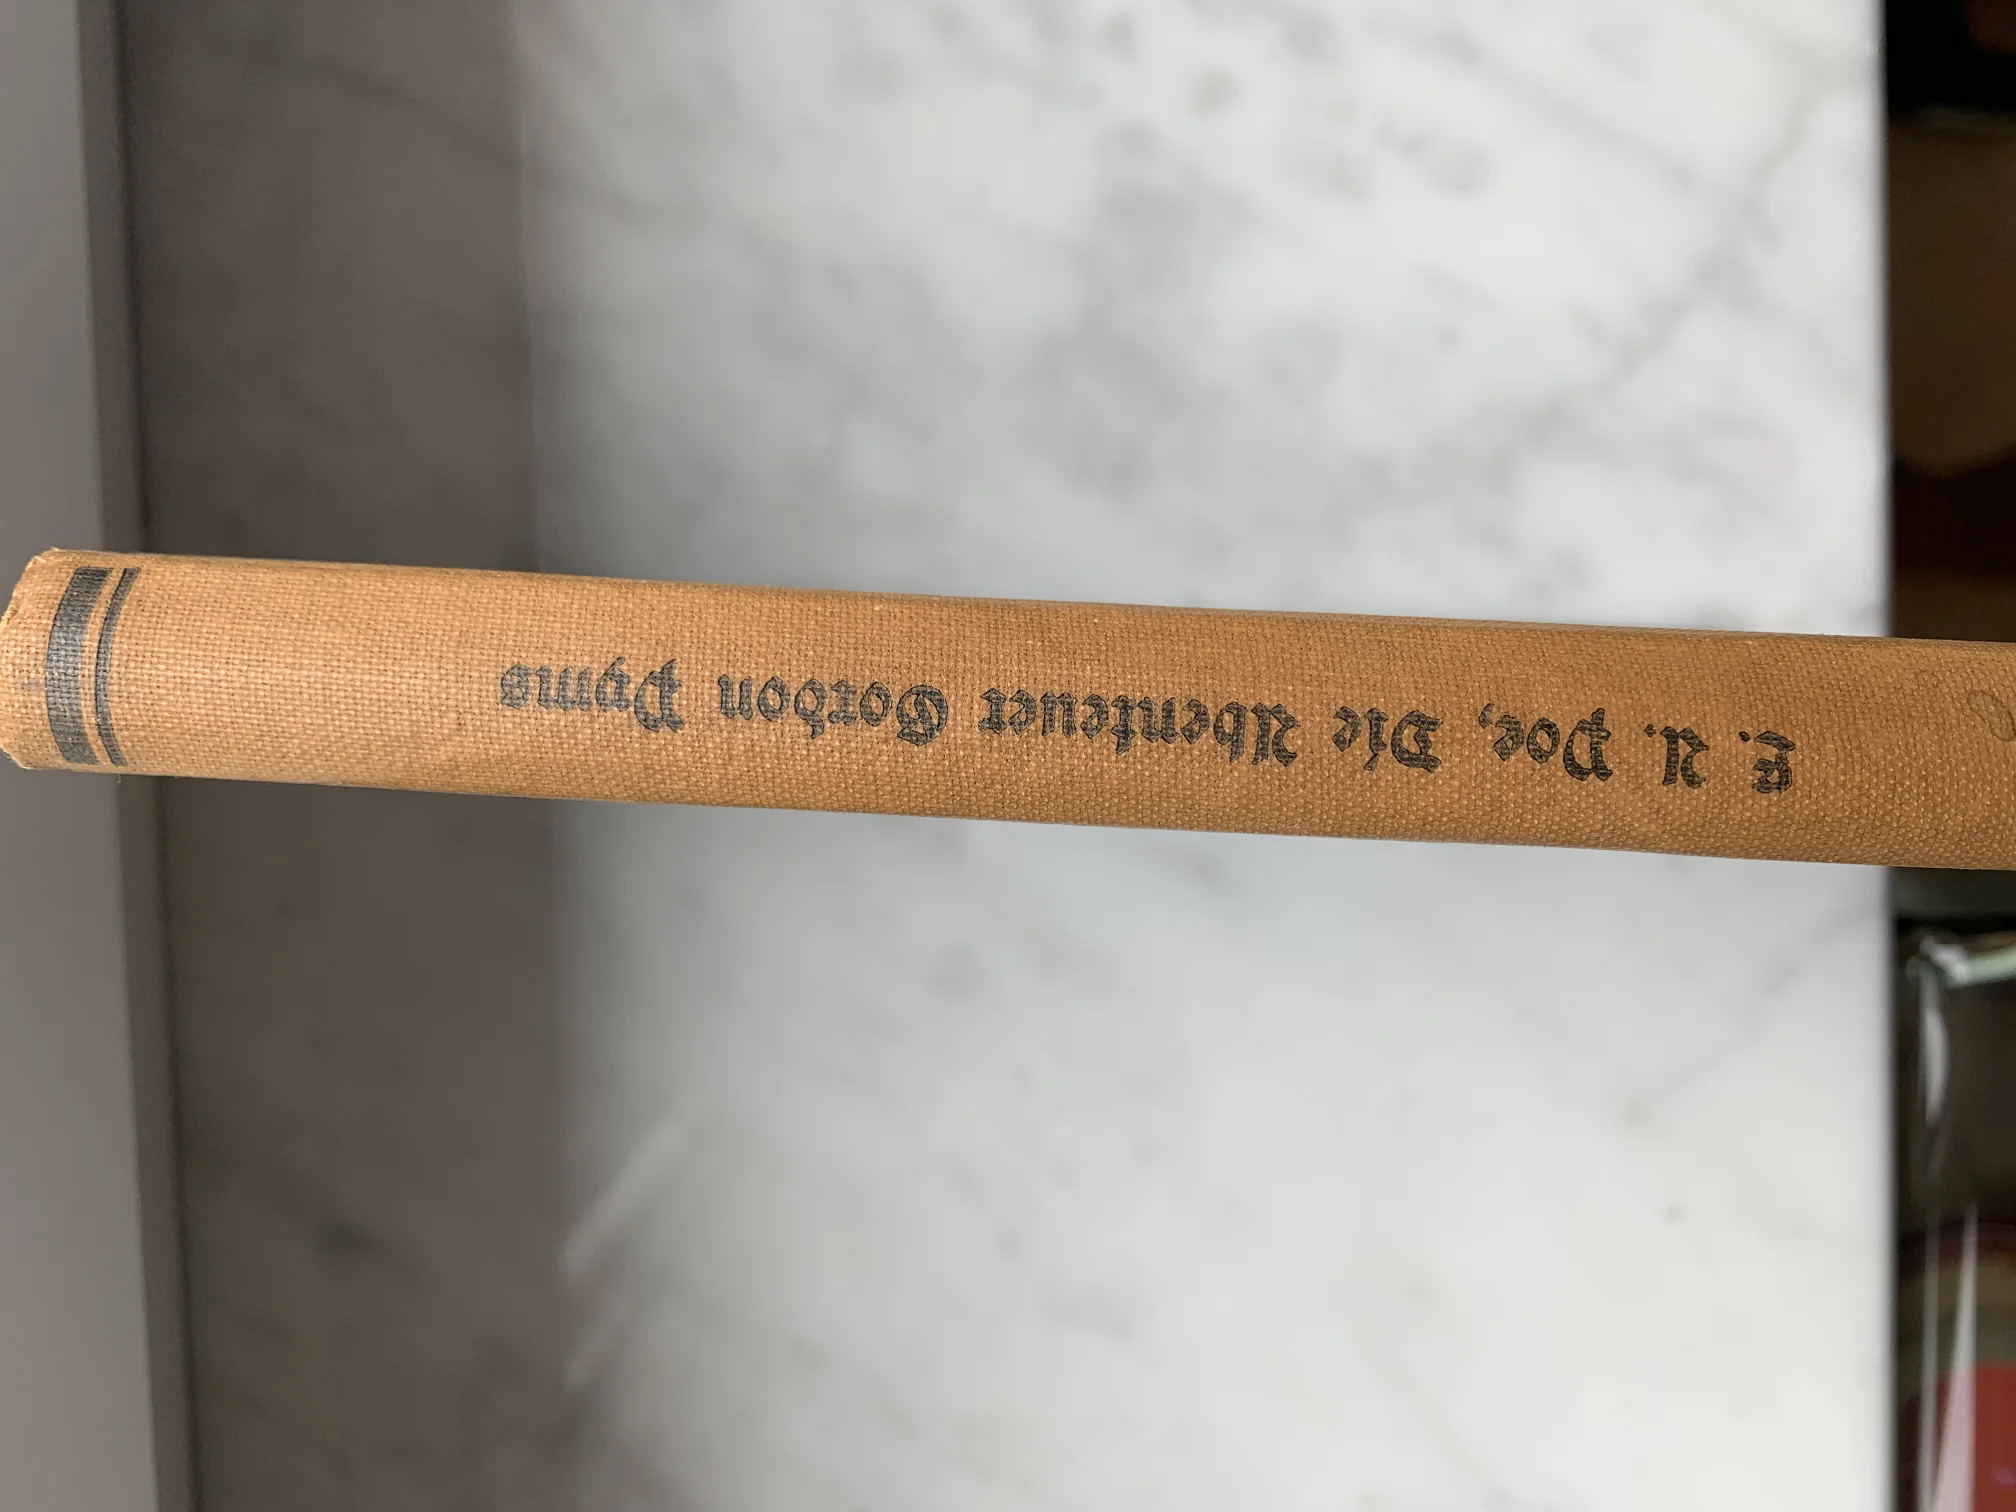 E. A. Poe, Die Abenteuer Gordon Pyms